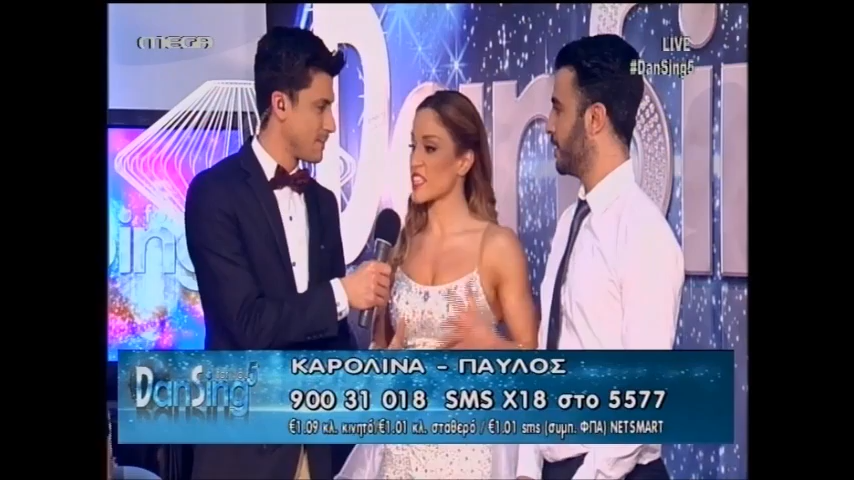 MEGA
LIVE
#DanSing5
DanSing
ΚΑΡΟΛΙΝΑ - ΠΑΥΛΟΣ
DanSing 5
900 31 018 SMS X18 στο 5577
€1.09 κλ. κινητό/€1.01 κλ. σταθερό / €1.01 sms (συμπ. ΦΠΑ) NETSMART